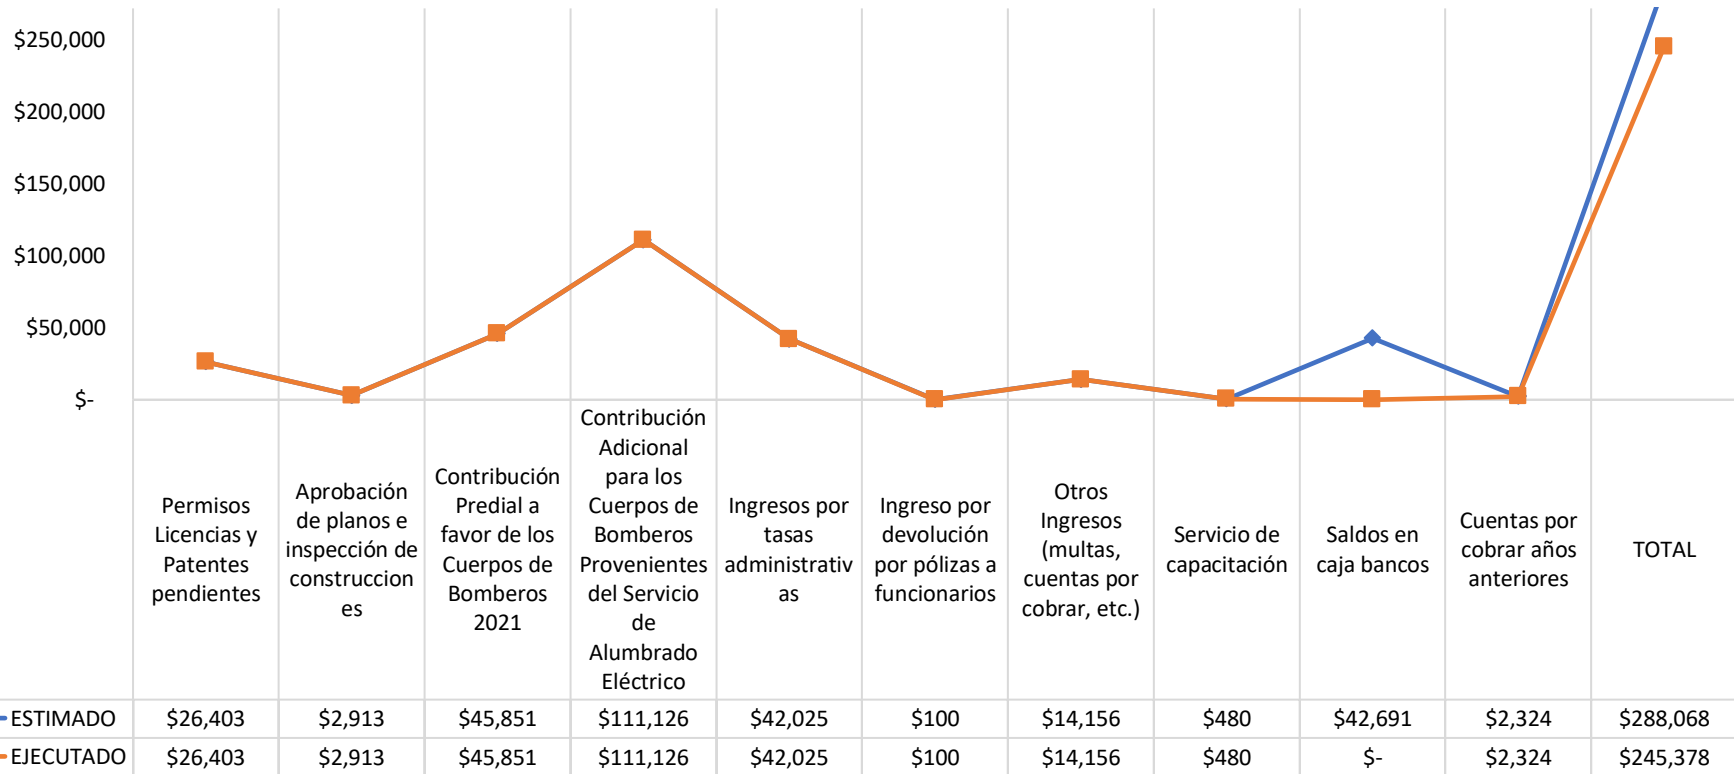 $250,000
$200,000
$150,000
$100,000
$50,000
$-
Permisos
Licencias y
Patentes
pendientes
Aprobación
de planos e
inspección de
construccion
es
Contribución
Predial a
favor de los
Cuerpos de
Bomberos
2021
Contribución
Adicional
para los
Cuerpos de
Bomberos
Provenientes
del Servicio
de
Alumbrado
Eléctrico
Ingresos por
tasas
administrativ
as
Ingreso por
devolución
por pólizas a
funcionarios
Otros
Ingresos
(multas,
cuentas por
cobrar, etc.)
Servicio de
capacitación
Saldos en
caja bancos
Cuentas por
cobrar años
anteriores
TOTAL
ESTIMADO $26,403 $2,913 $45,851 $111,126 $42,025 $100 $14,156 $480 $42,691 $2,324 $288,068
EJECUTADO $26,403 $2,913 $45,851 $111,126 $42,025 $100 $14,156 $480 $- $2,324 $245,378